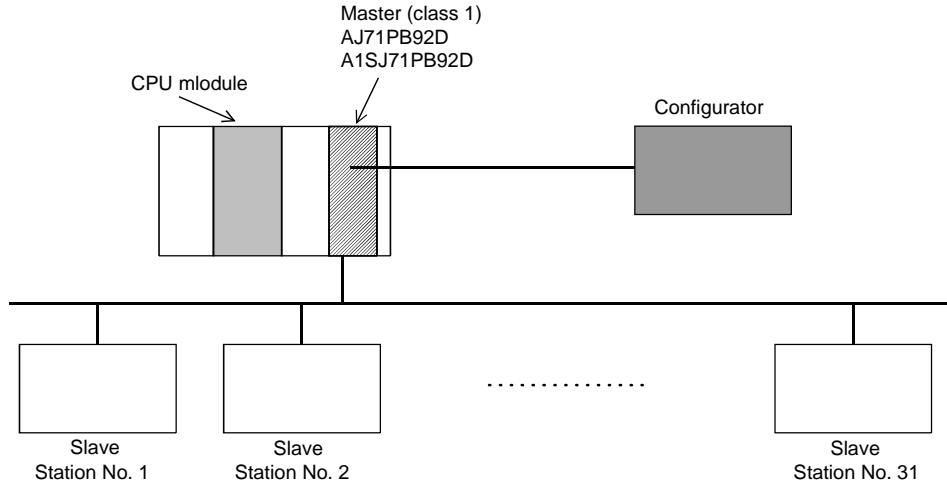 Master (class 1)
AJ71PB92D
A1SJ71PB92D
CPU mlodule
Configurator
Slave
Station No. 1
Slave
Station No. 2
Slave
Station No. 31